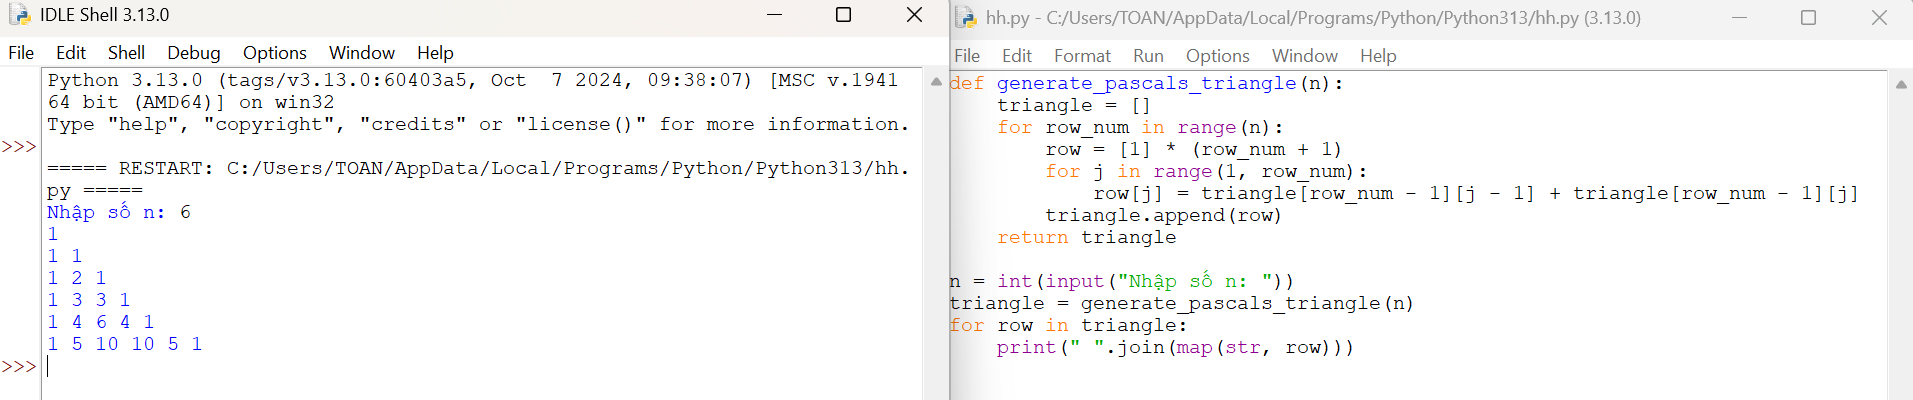 IDLE Shell 3.13.0
File Edit Shell Debug Options Window Help
Python 3.13.0 (tags/v3.13.0:60403a5, Oct  7 2024, 09:38:07) [MSC v.1941
64 bit (AMD64)] on win32
Type "help", "copyright", "credits" or "license()" for more information.
>>>
===== RESTART: C:/Users/TOAN/AppData/Local/Programs/Python/Python313/hh.
py =====
Nhập số n: 6
1
1 1
1 2 1
1 3 3 1
1 4 6 4 1
1 5 10 10 5 1
>>>
hh.py - C:/Users/TOAN/AppData/Local/Programs/Python/Python313/hh.py (3.13.0)
File Edit Format Run Options Window Help
def generate_pascals_triangle(n):
    triangle = []
    for row_num in range(n):
        row = [1] * (row_num + 1)
        for j in range(1, row_num):
            row[j] = triangle[row_num - 1][j - 1] + triangle[row_num - 1][j]
        triangle.append(row)
    return triangle
n = int(input("Nhập số n: "))
triangle = generate_pascals_triangle(n)
for row in triangle:
    print(" ".join(map(str, row)))